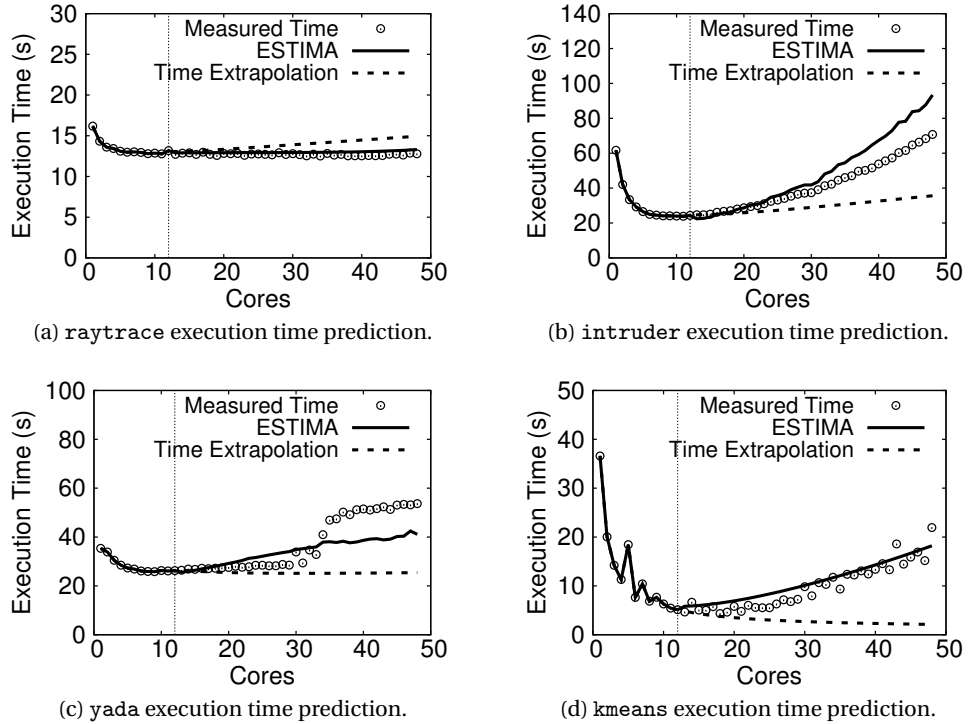 Measured Time
ESTIMA
Time Extrapolation
Execution Time (s)
30
25
20
15
10
5
0
0 10 20 30 40 50
Cores
(a) raytrace execution time prediction.
Measured Time
ESTIMA
Time Extrapolation
Execution Time (s)
140
120
100
80
60
40
20
0
0 10 20 30 40 50
Cores
(b) intruder execution time prediction.
Measured Time
ESTIMA
Time Extrapolation
Execution Time (s)
100
80
60
40
20
0
0 10 20 30 40 50
Cores
(c) yada execution time prediction.
Measured Time
ESTIMA
Time Extrapolation
Execution Time (s)
50
40
30
20
10
0
0 10 20 30 40 50
Cores
(d) kmeans execution time prediction.